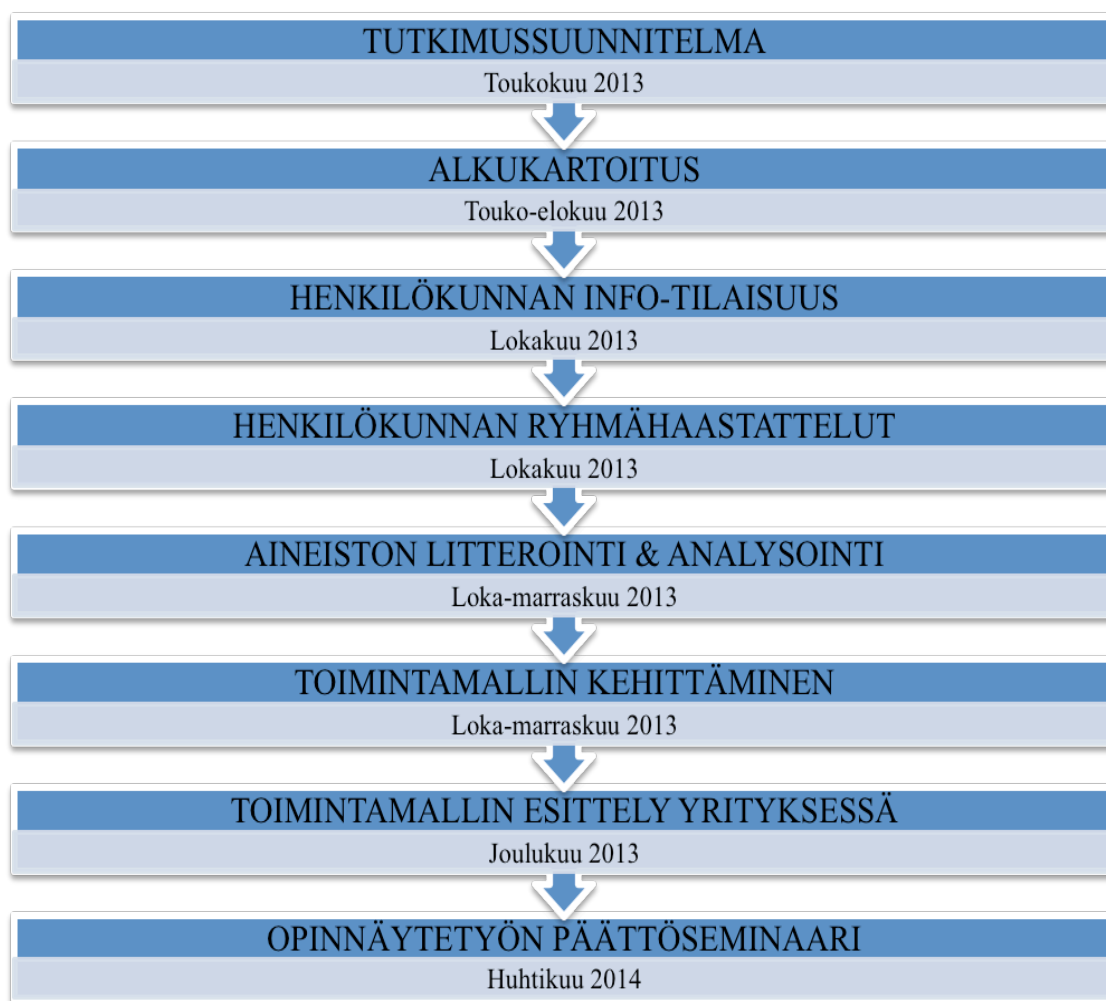 TUTKIMUSSUUNNITELMA
Toukokuu 2013
ALKUKARTOITUS
Touko-elokuu 2013
HENKILÖKUNNAN INFO-TILAISUUS
Lokakuu 2013
HENKILÖKUNNAN RYHMÄHAASTATTELUT
Lokakuu 2013
AINEISTON LITTEROINTI & ANALYSOINTI
Loka-marraskuu 2013
TOIMINTAMALLIN KEHITTÄMINEN
Loka-marraskuu 2013
TOIMINTAMALLIN ESITTELY YRITYKSESSÄ
Joulukuu 2013
OPINNÄYTETYÖN PÄÄTTÖSEMINAARI
Huhtikuu 2014